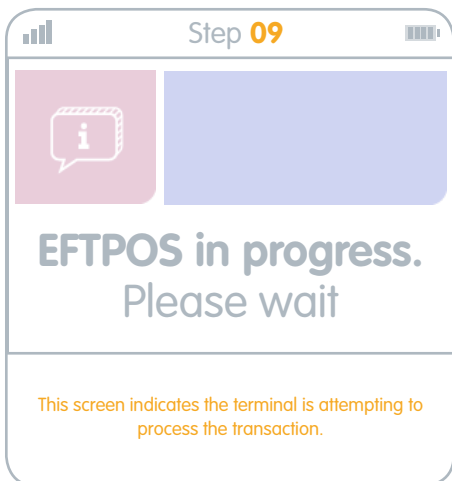 Step 09
i
EFTPOS in progress.
Please wait
This screen indicates the terminal is attempting to
process the transaction.